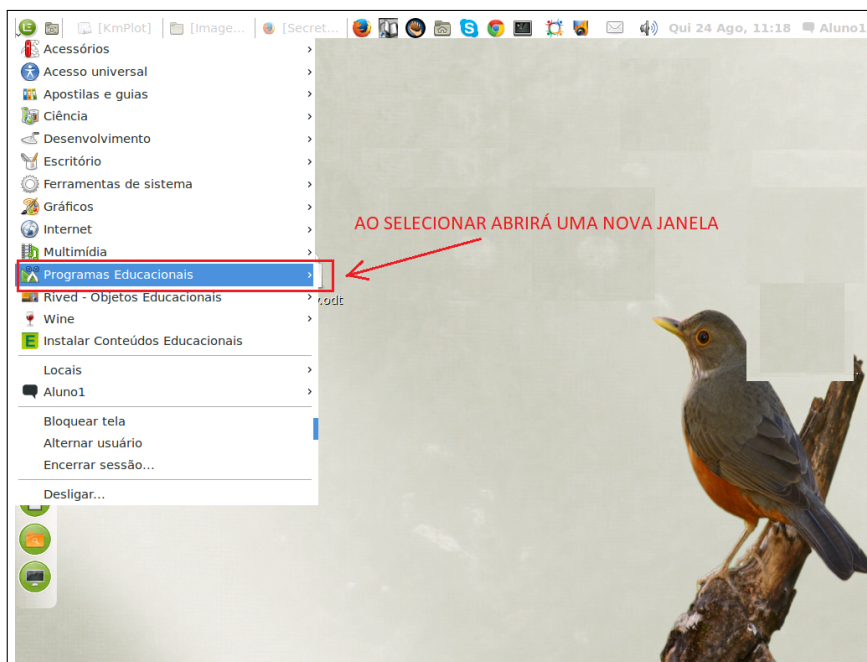 [KmPlot] [Image... [Secret... Qui 24 Ago, 11:18 Aluno1
Acessórios
Acesso universal
Apostilas e guias
Ciência
Desenvolvimento
Escritório
Ferramentas de sistema
Gráficos
AO SELECIONAR ABRIRÁ UMA NOVA JANELA
Internet
Multimídia
Programas Educacionais
Rived - Objetos Educacionais
.odt
Wine
Instalar Conteúdos Educacionais
Locais
Aluno1
Bloquear tela
Alternar usuário
Encerrar sessão...
Desligar...